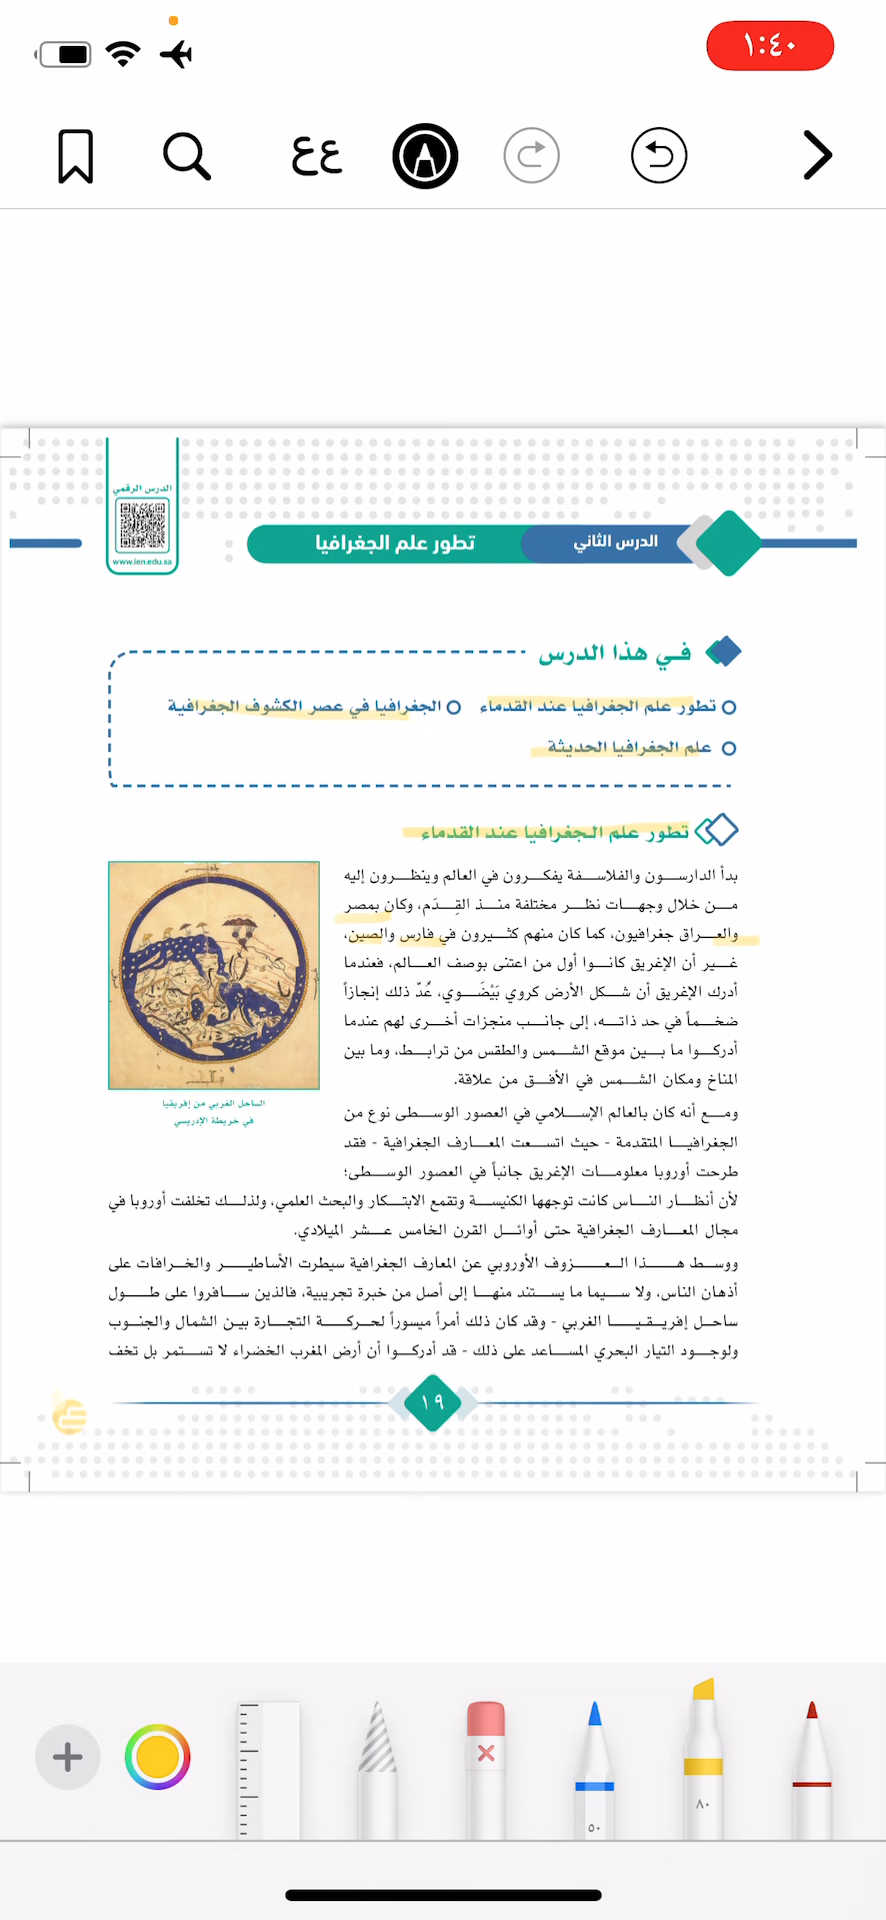 ١:٤٠
عع
الدرس الرقمي
www.ien.edu.sa
الدرس الثاني
تطور علم الجغرافيا
في هذا الدرس
تطور علم الجغرافيا عند القدماء
الجغرافيا في عصر الكشوف الجغرافية
علم الجغرافيا الحديثة
تطور علم الجغرافيا عند القدماء
بدأ الدارسون والفلاسفة يفكرون في العالم وينظرون إليه
من خلال وجهات نظر مختلفة منذ القِدَم، وكان بمصر
والعراق جغرافيون، كما كان منهم كثيرون في فارس والصين،
غير أن الإغريق كانوا أول من اعتنى بوصف العالم، فعندما
أدرك الإغريق أن شكل الأرض كروي بَيْضَوي، عُدّ ذلك إنجازاً
ضخماً في حد ذاته، إلى جانب منجزات أخرى لهم عندما
أدركوا ما بين موقع الشمس والطقس من ترابط، وما بين
المناخ ومكان الشمس في الأفق من علاقة.
الساحل الغربي من إفريقيا
في خريطة الإدريسي
ومع أنه كان بالعالم الإسلامي في العصور الوسطى نوع من
الجغرافيا المتقدمة - حيث اتسعت المعارف الجغرافية - فقد
طرحت أوروبا معلومات الإغريق جانباً في العصور الوسطى؛
لأن أنظار الناس كانت توجهها الكنيسة وتقمع الابتكار والبحث العلمي، ولذلك تخلفت أوروبا في
مجال المعارف الجغرافية حتى أوائل القرن الخامس عشر الميلادي.
ووسط هذا العزوف الأوروبي عن المعارف الجغرافية سيطرت الأساطير والخرافات على
أذهان الناس، ولا سيما ما يستند منها إلى أصل من خبرة تجريبية، فالذين سافروا على طول
ساحل إفريقيا الغربي - وقد كان ذلك أمراً ميسوراً لحركة التجارة بين الشمال والجنوب
ولوجود التيار البحري المساعد على ذلك - قد أدركوا أن أرض المغرب الخضراء لا تستمر بل تخف
١٩
٥٠
٨٠